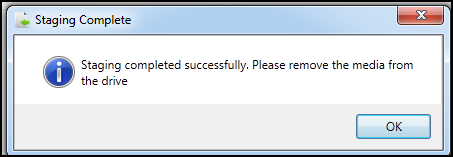 Staging Complete
Staging completed successfully. Please remove the media from
the drive
OK